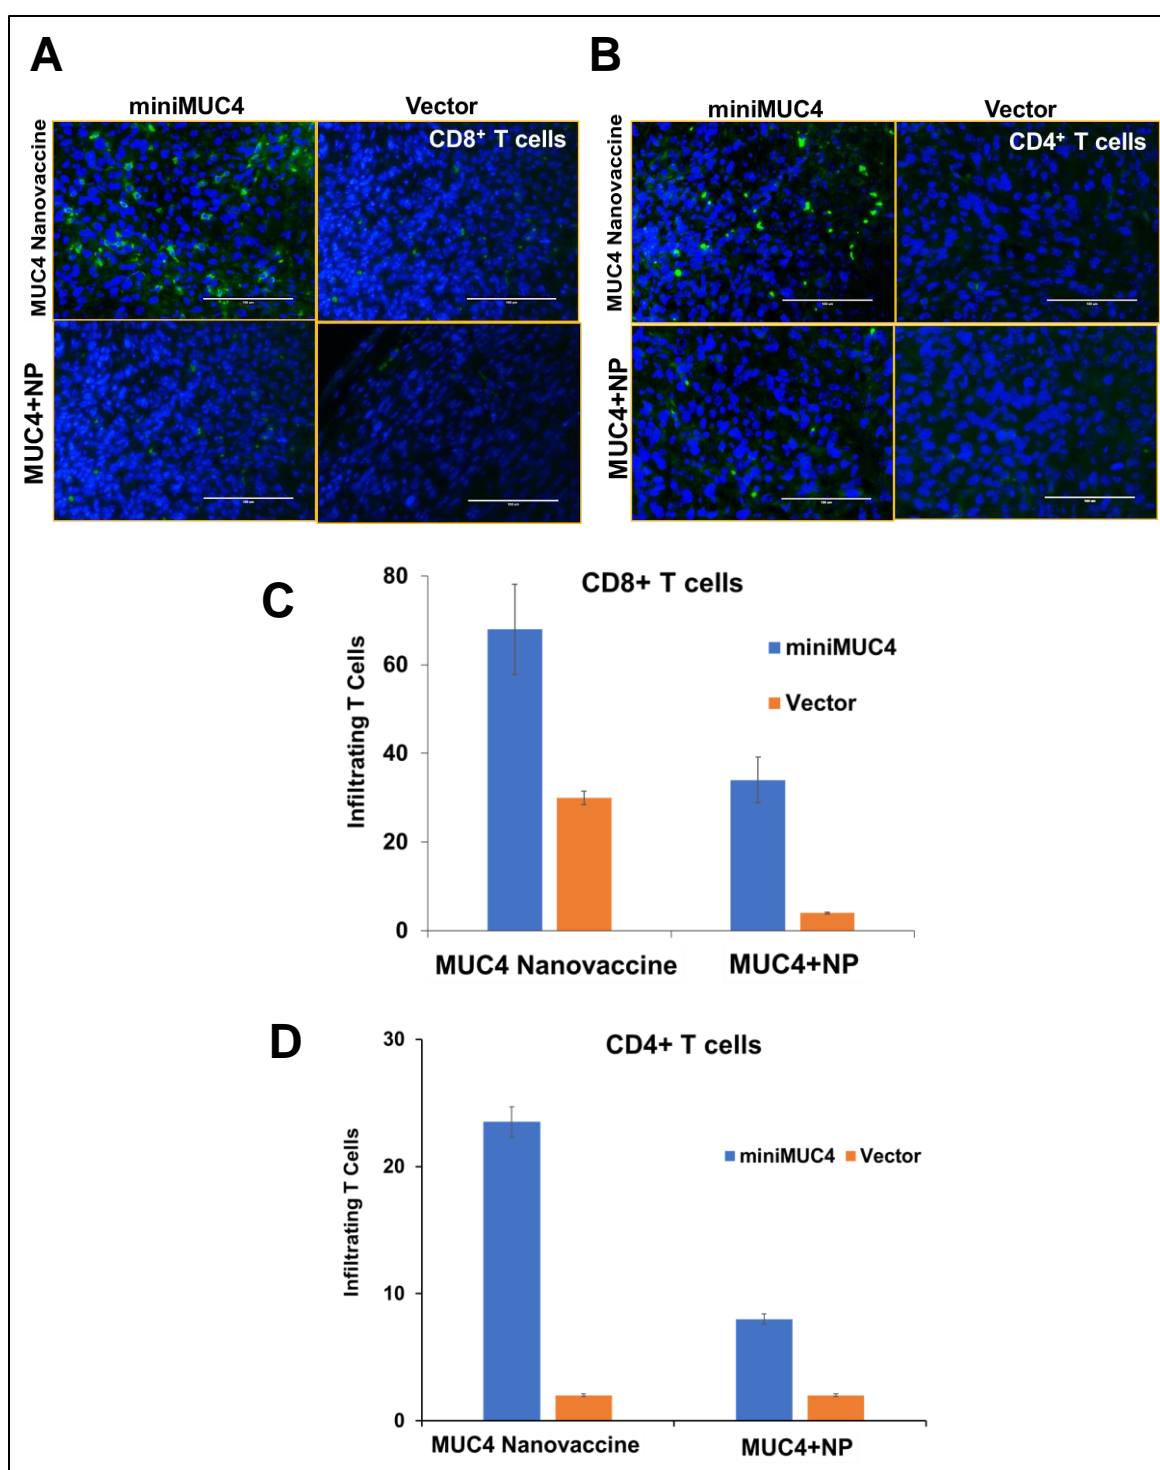 A
B
miniMUC4
Vector
miniMUC4
Vector
MUC4 Nanovaccine
CD8⁺ T cells
MUC4 Nanovaccine
CD4⁺ T cells
MUC4+NP
MUC4+NP
C
CD8+ T cells
Infiltrating T Cells
80
60
40
20
0
miniMUC4
Vector
MUC4 Nanovaccine
MUC4+NP
D
CD4+ T cells
Infiltrating T Cells
30
20
10
0
miniMUC4
Vector
MUC4 Nanovaccine
MUC4+NP